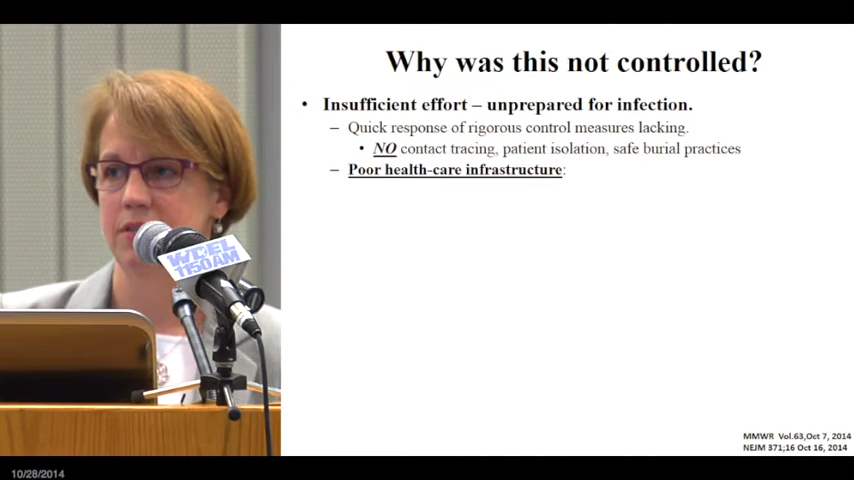 Why was this not controlled?
• Insufficient effort – unprepared for infection.
– Quick response of rigorous control measures lacking.
• NO contact tracing, patient isolation, safe burial practices
– Poor health-care infrastructure:
WDEL
1150AM
MMWR Vol.63,Oct 7, 2014
NEJM 371;16 Oct 16, 2014
10/28/2014